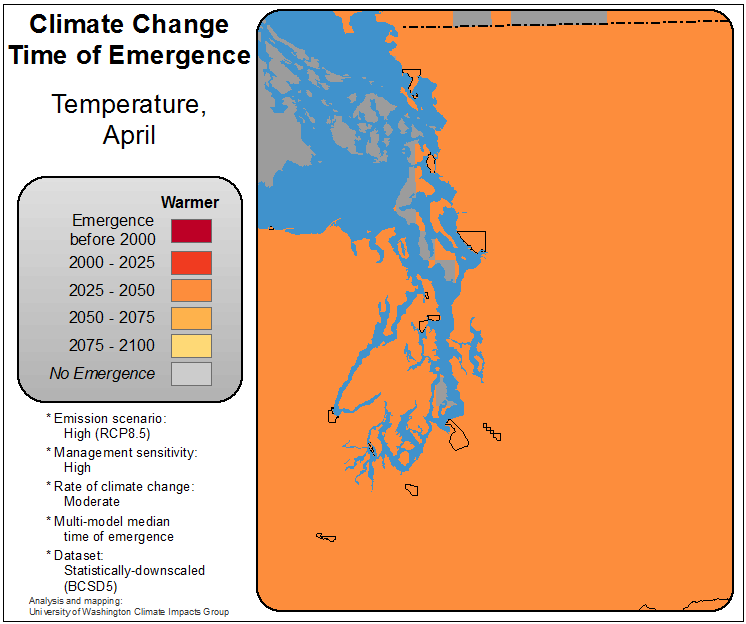 Climate Change
Time of Emergence
Temperature,
April
Warmer
Emergence
before 2000
2000 - 2025
2025 - 2050
2050 - 2075
2075 - 2100
No Emergence
* Emission scenario:
High (RCP8.5)
* Management sensitivity:
High
* Rate of climate change:
Moderate
* Multi-model median
time of emergence
* Dataset:
Statistically-downscaled
(BCSD5)
Analysis and mapping:
University of Washington Climate Impacts Group